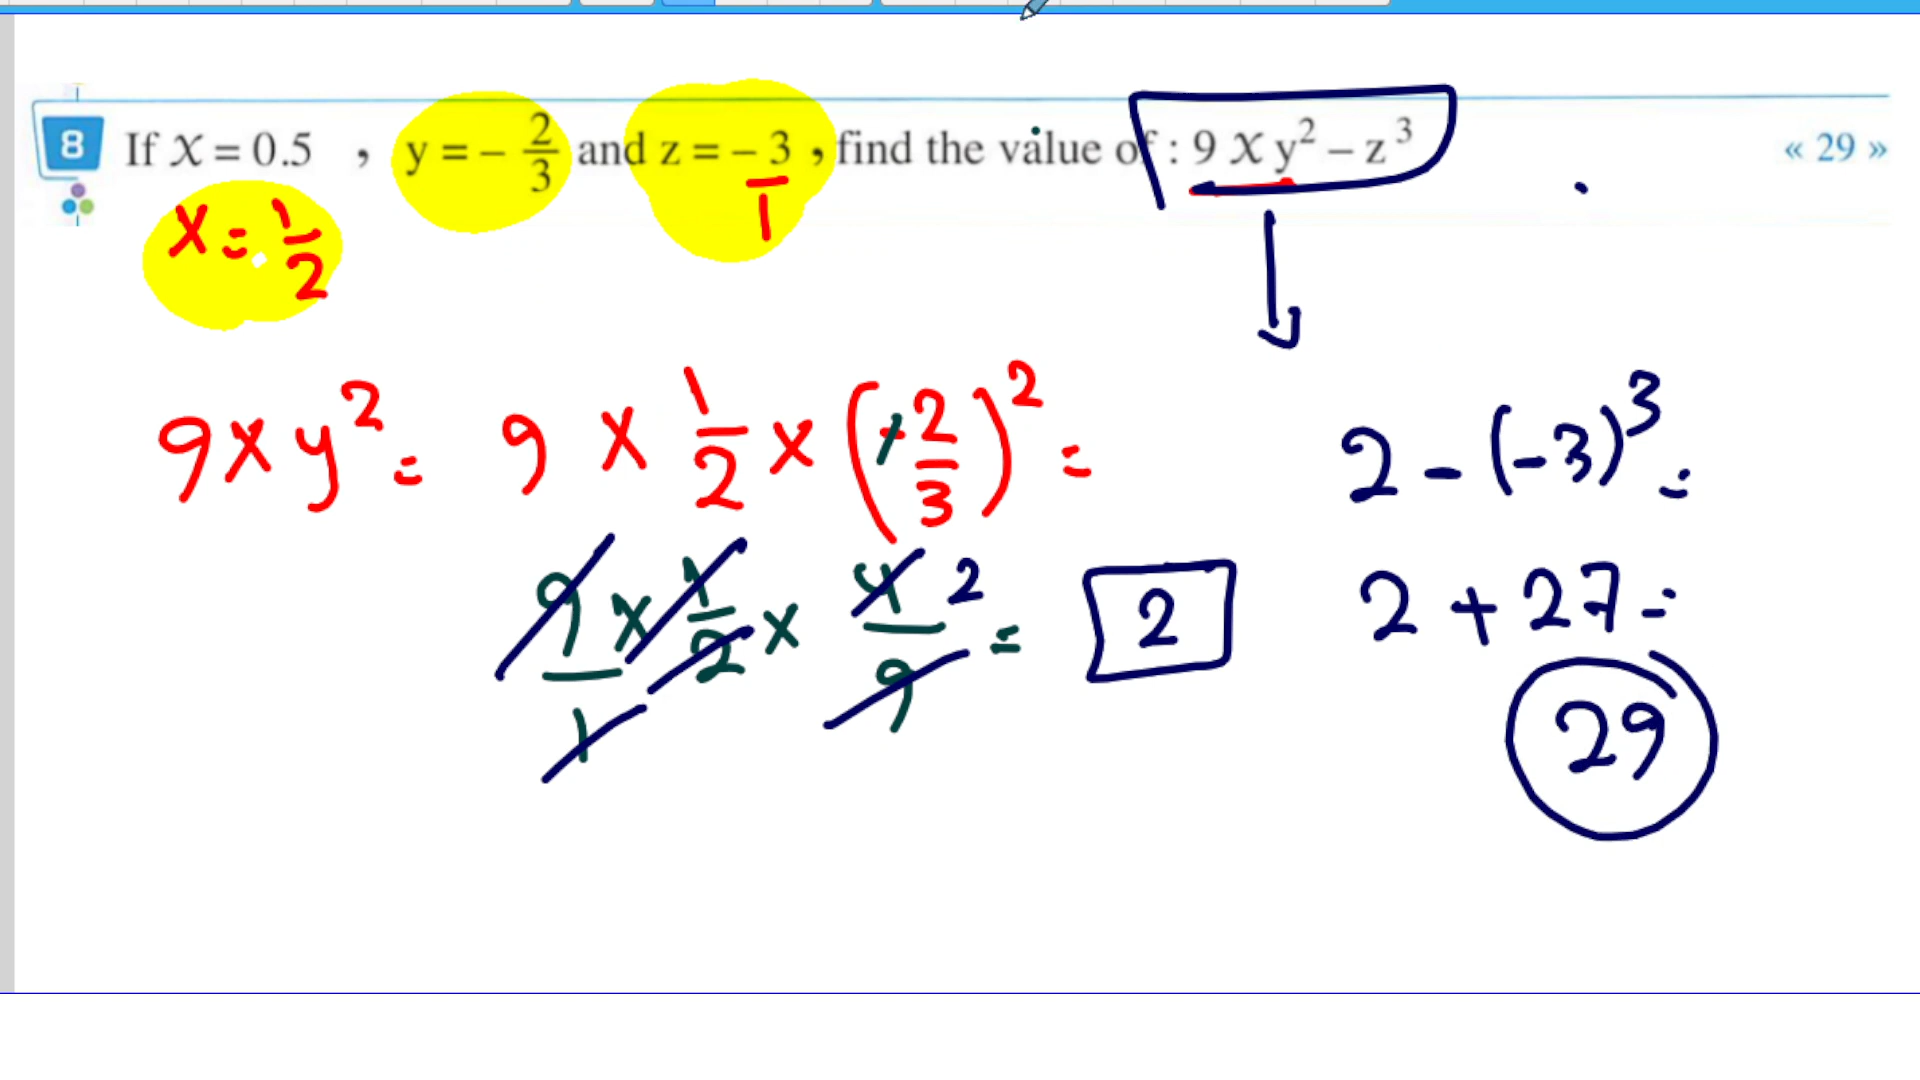 8 If x = 0.5 , y = – 2/3 and z = – 3 , find the value of : 9 x y² – z³ « 29 »
x = 1/2
1
9xy² = 9 × 1/2 × (-2/3)² =
9/1 × 1/2 × 4/9 2 = 2
2 - (-3)³ =
2 + 27 =
29